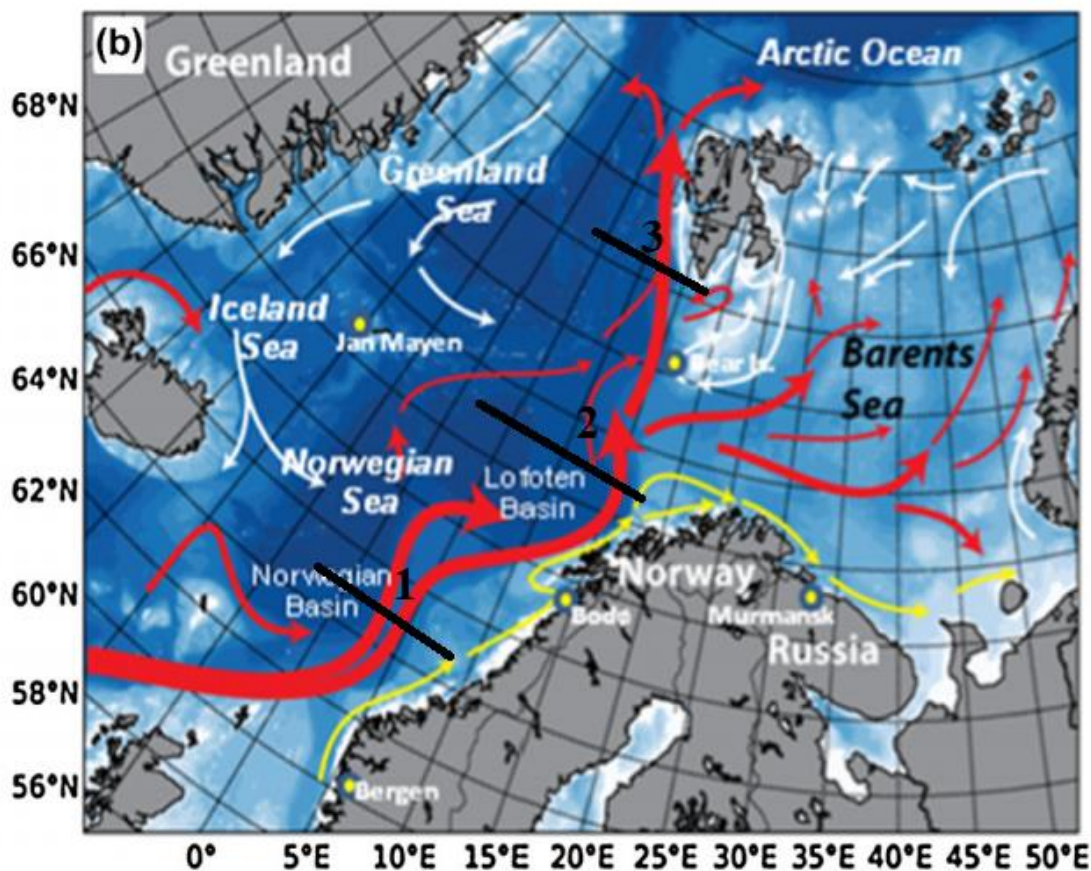 (b)
Greenland
Arctic Ocean
68°N
Greenland
Sea
3
66°N
Iceland
Sea
Jan Mayen
Bear Is.
Barents
Sea
64°N
2
Norwegian
Sea
Lofoten
Basin
62°N
1
Norwegian
Basin
60°N
Norway
Bodø
Murmansk
Russia
58°N
Bergen
56°N
0° 5°E 10°E 15°E 20°E 25°E 30°E 35°E 40°E 45°E 50°E